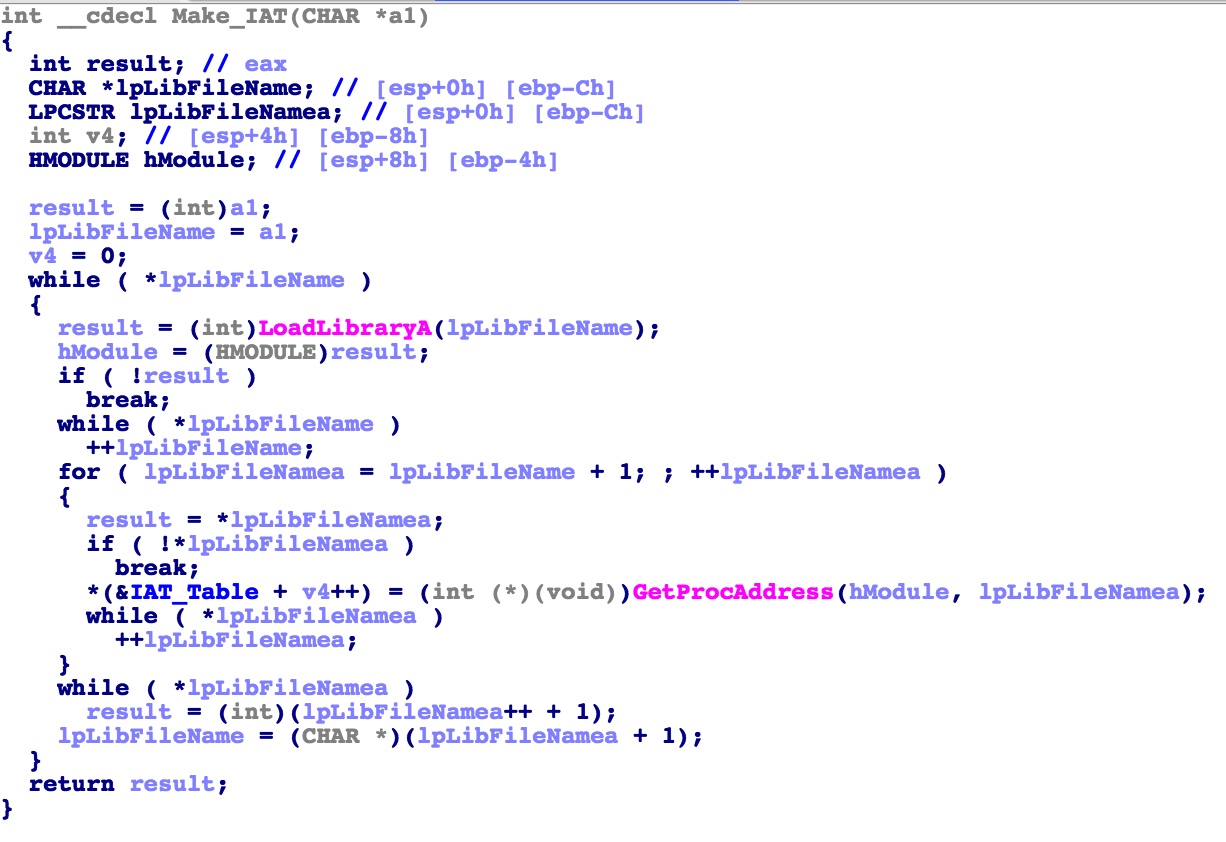 int __cdecl Make_IAT(CHAR *a1)
{
int result; // eax
CHAR *lpLibFileName; // [esp+0h] [ebp-Ch]
LPCSTR lpLibFileNamea; // [esp+0h] [ebp-Ch]
int v4; // [esp+4h] [ebp-8h]
HMODULE hModule; // [esp+8h] [ebp-4h]
result = (int)a1;
lpLibFileName = a1;
v4 = 0;
while ( *lpLibFileName )
{
result = (int)LoadLibraryA(lpLibFileName);
hModule = (HMODULE)result;
if ( !result )
break;
while ( *lpLibFileName )
++lpLibFileName;
for ( lpLibFileNamea = lpLibFileName + 1; ; ++lpLibFileNamea )
{
result = *lpLibFileNamea;
if ( !*lpLibFileNamea )
break;
*(&IAT_Table + v4++) = (int (*)(void))GetProcAddress(hModule, lpLibFileNamea);
while ( *lpLibFileNamea )
++lpLibFileNamea;
}
while ( *lpLibFileNamea )
result = (int)(lpLibFileNamea++ + 1);
lpLibFileName = (CHAR *)(lpLibFileNamea + 1);
}
return result;
}